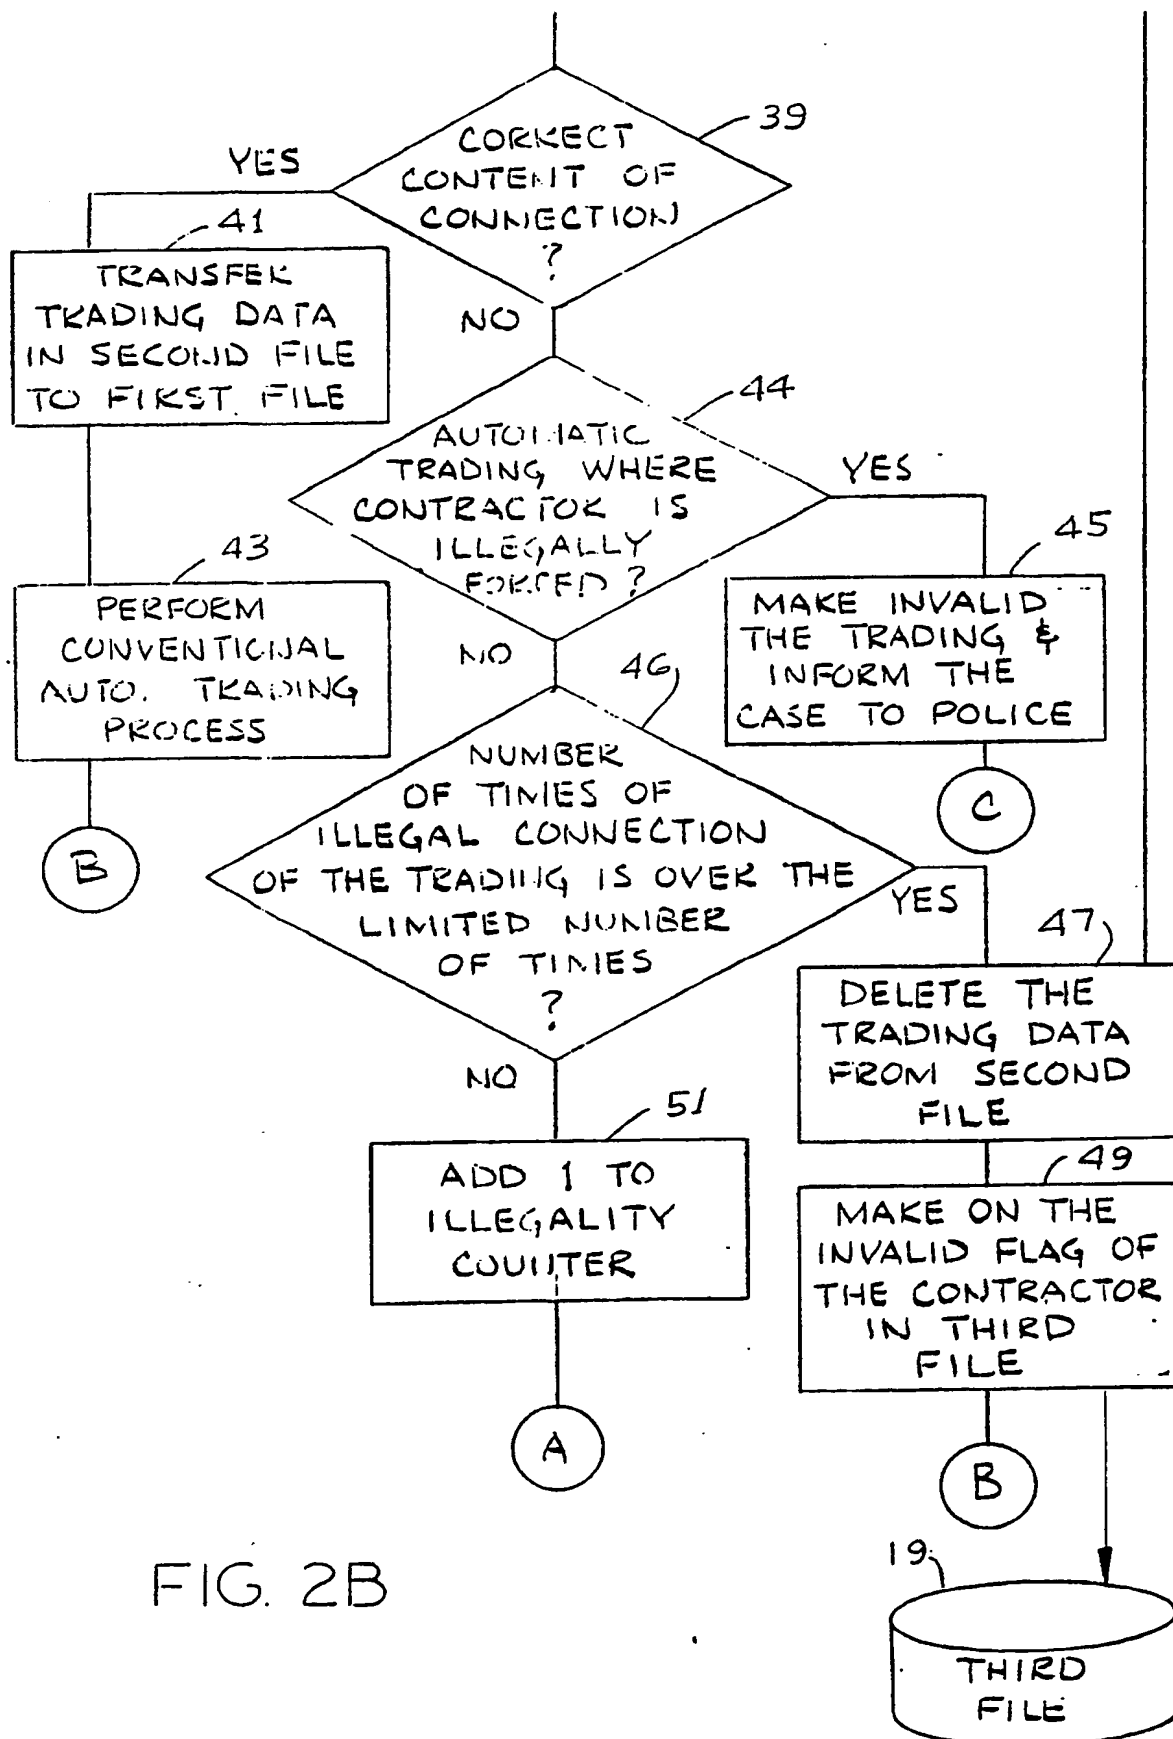 39
CORRECT
CONTENT OF
CONNECTION
?
YES
NO
41
TRANSFER
TRADING DATA
IN SECOND FILE
TO FIRST FILE
44
AUTOMATIC
TRADING WHERE
CONTRACTOR IS
ILLEGALLY
FORCED?
YES
NO
43
PERFORM
CONVENTIONAL
AUTO. TRADING
PROCESS
B
45
MAKE INVALID
THE TRADING &
INFORM THE
CASE TO POLICE
C
46
NUMBER
OF TIMES OF
ILLEGAL CONNECTION
OF THE TRADING IS OVER THE
LIMITED NUMBER
OF TIMES
?
YES
NO
47
DELETE THE
TRADING DATA
FROM SECOND
FILE
51
ADD 1 TO
ILLEGALITY
COUNTER
A
49
MAKE ON THE
INVALID FLAG OF
THE CONTRACTOR
IN THIRD
FILE
B
19
THIRD
FILE
FIG. 2B